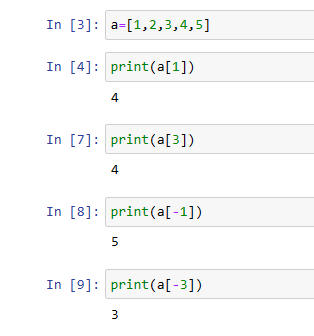 In [3]: a=[1,2,3,4,5]
In [4]: print(a[1])
4
In [7]: print(a[3])
4
In [8]: print(a[-1])
5
In [9]: print(a[-3])
3